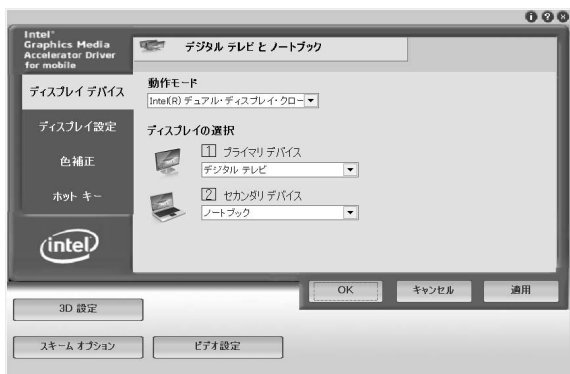 Intel®
Graphics Media
Accelerator Driver
for mobile
デジタル テレビ と ノートブック
ディスプレイ デバイス
ディスプレイ設定
色補正
ホット キー
intel
動作モード
Intel(R) デュアル・ディスプレイ・クロー
ディスプレイの選択
1 プライマリ デバイス
デジタル テレビ
2 セカンダリ デバイス
ノートブック
OK キャンセル 適用
3D 設定
スキーム オプション ビデオ設定